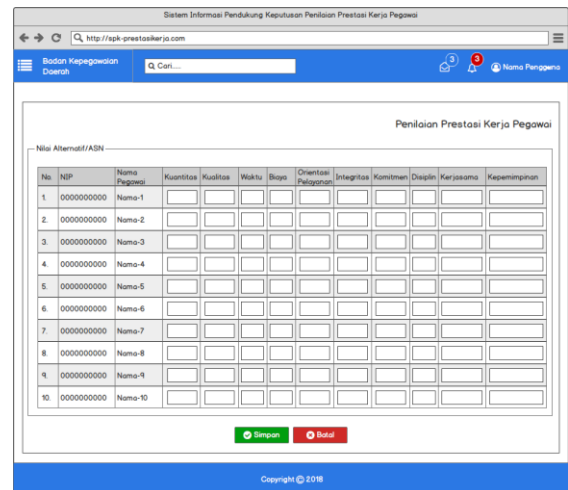 Sistem Informasi Pendukung Keputusan Penilaian Prestasi Kerja Pegawai
http://spk-prestasikerja.com
Badan Kepegawaian
Daerah
Cari....
3
3
Nama Pengguna
Penilaian Prestasi Kerja Pegawai
Nilai Alternatif/ASN
No. NIP Nama Pegawai Kuantitas Kualitas Waktu Biaya Orientasi Pelayanan Integritas Komitmen Disiplin Kerjasama Kepemimpinan
1. 0000000000 Nama-1
2. 0000000000 Nama-2
3. 0000000000 Nama-3
4. 0000000000 Nama-4
5. 0000000000 Nama-5
6. 0000000000 Nama-6
7. 0000000000 Nama-7
8. 0000000000 Nama-8
9. 0000000000 Nama-9
10. 0000000000 Nama-10
Simpan Batal
Copyright © 2018